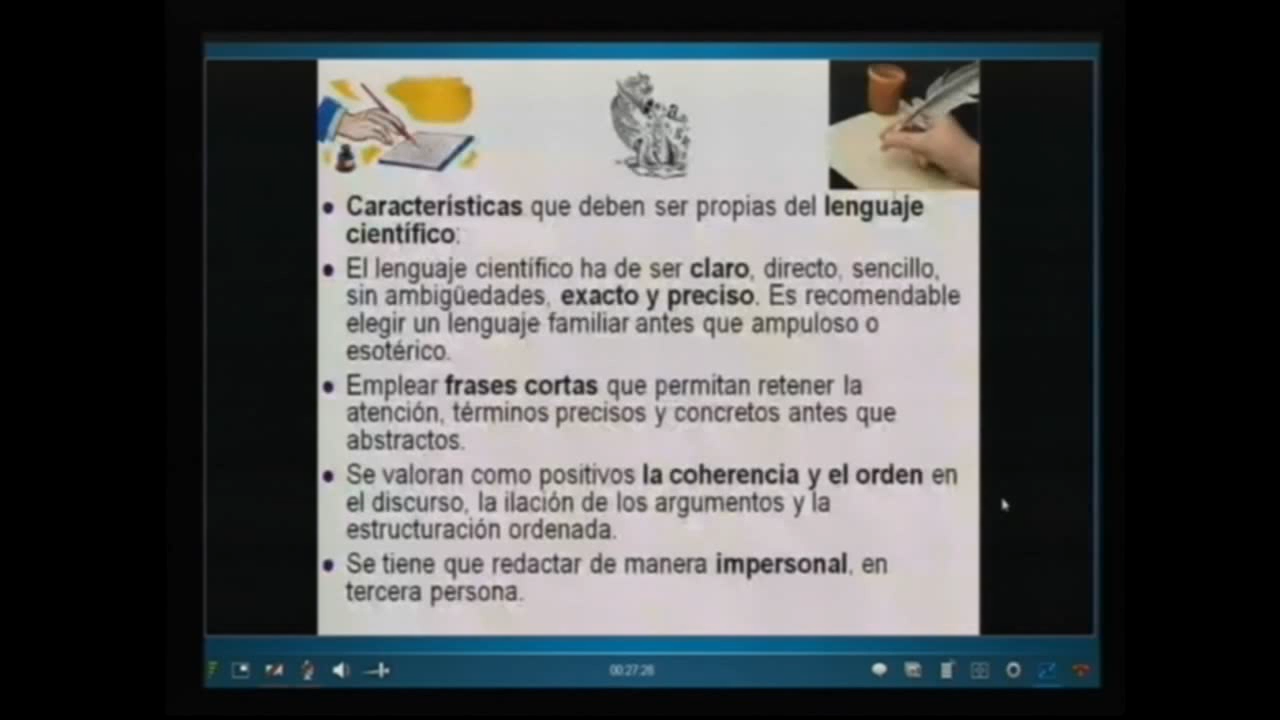 Características que deben ser propias del lenguaje
científico:
El lenguaje científico ha de ser claro, directo, sencillo,
sin ambigüedades, exacto y preciso. Es recomendable
elegir un lenguaje familiar antes que ampuloso o
esotérico.
Emplear frases cortas que permitan retener la
atención, términos precisos y concretos antes que
abstractos.
Se valoran como positivos la coherencia y el orden en
el discurso, la ilación de los argumentos y la
estructuración ordenada.
Se tiene que redactar de manera impersonal, en
tercera persona.
00:27:28